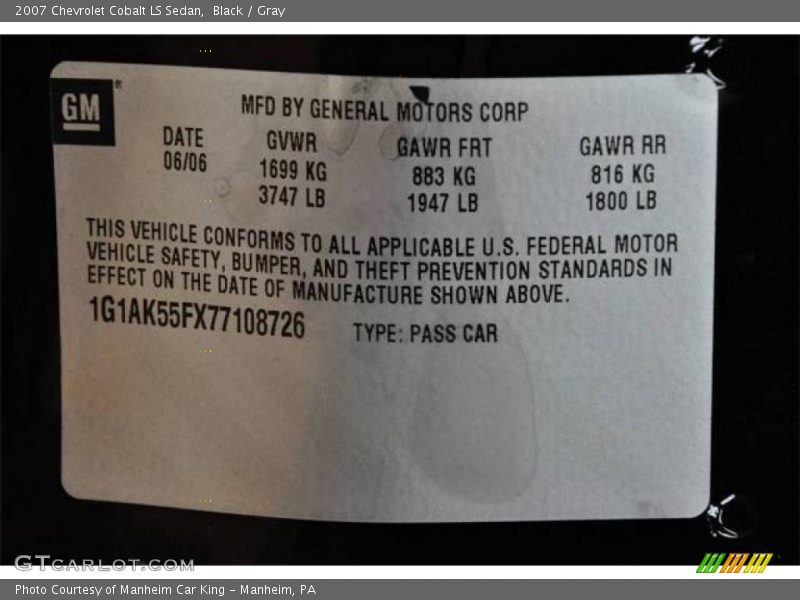 2007 Chevrolet Cobalt LS Sedan, Black / Gray
GM
MFD BY GENERAL MOTORS CORP
DATE GVWR GAWR FRT GAWR RR
06/06 1699 KG 883 KG 816 KG
3747 LB 1947 LB 1800 LB
THIS VEHICLE CONFORMS TO ALL APPLICABLE U.S. FEDERAL MOTOR
VEHICLE SAFETY, BUMPER, AND THEFT PREVENTION STANDARDS IN
EFFECT ON THE DATE OF MANUFACTURE SHOWN ABOVE.
1G1AK55FX77108726 TYPE: PASS CAR
GTCARLOT.COM
Photo Courtesy of Manheim Car King - Manheim, PA